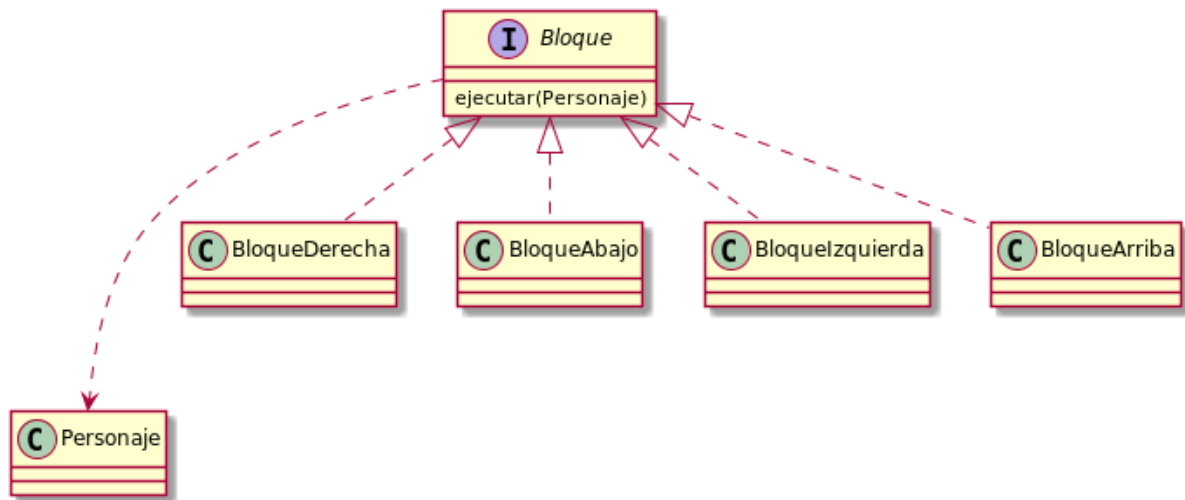 I Bloque
ejecutar(Personaje)
C BloqueDerecha
C BloqueAbajo
C BloqueIzquierda
C BloqueArriba
C Personaje